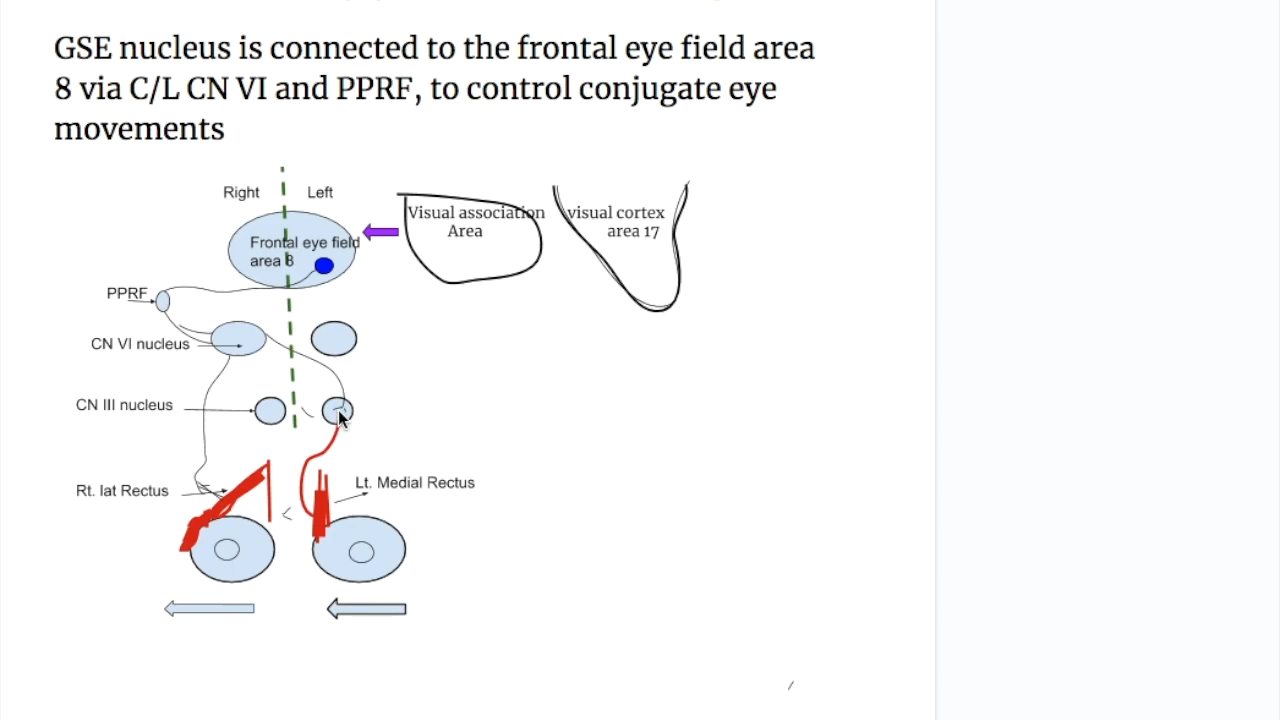 GSE nucleus is connected to the frontal eye field area
8 via C/L CN VI and PPRF, to control conjugate eye
movements
Right
Left
Visual association
Area
visual cortex
area 17
Frontal eye field
area 8
PPRF
CN VI nucleus
CN III nucleus
Rt. lat Rectus
Lt. Medial Rectus